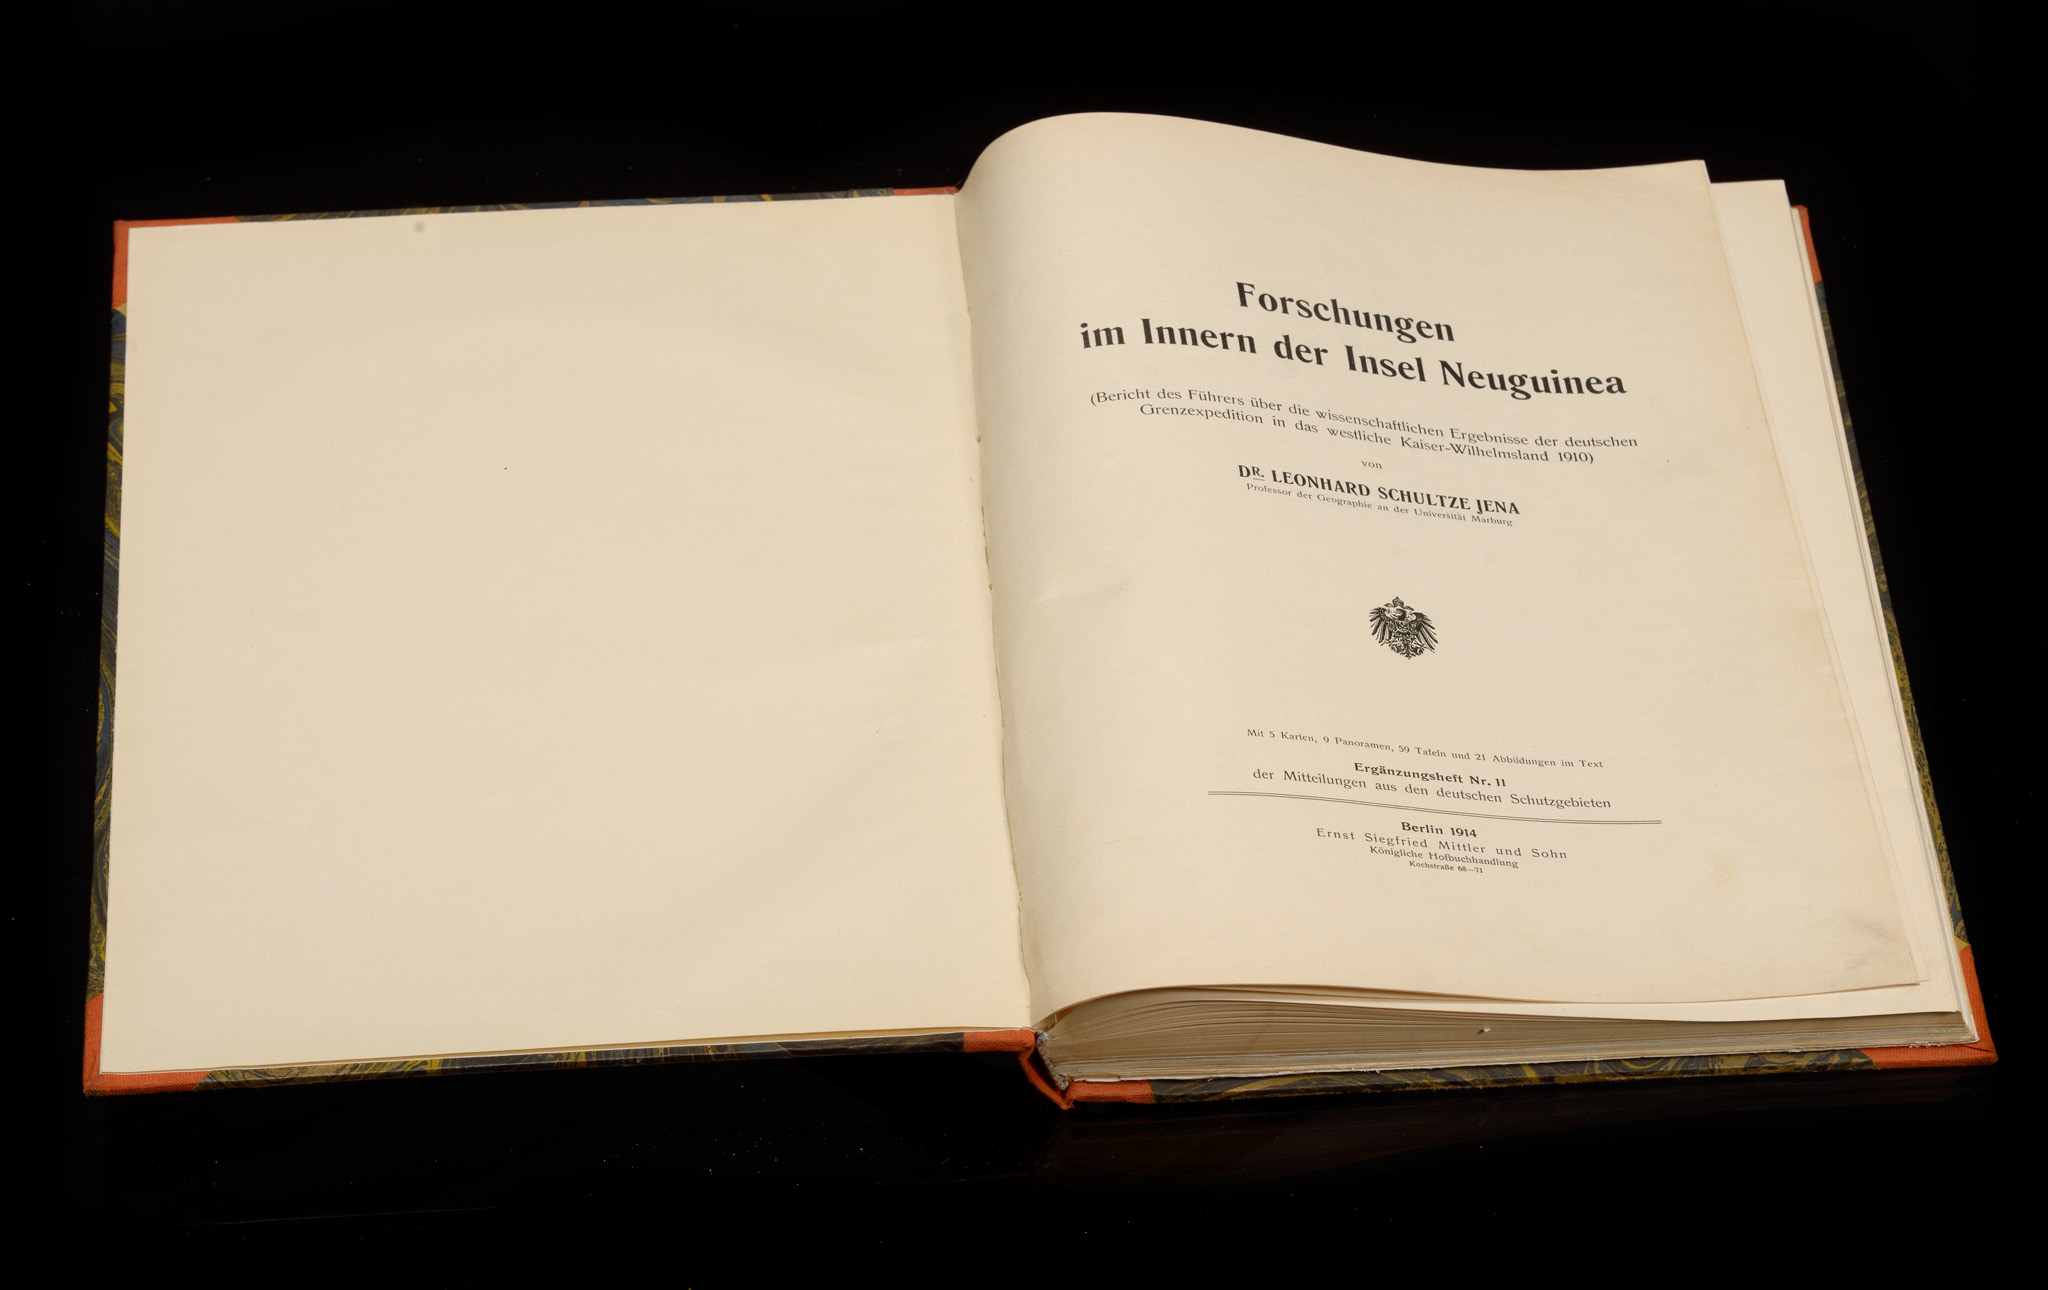 Forschungen
im Innern der Insel Neuguinea
(Bericht des Führers über die wissenschaftlichen Ergebnisse der deutschen
Grenzexpedition in das westliche Kaiser-Wilhelmsland 1910)
von
DR. LEONHARD SCHULTZE JENA
Professor der Geographie an der Universität Marburg
Mit 5 Karten, 9 Panoramen, 59 Tafeln und 21 Abbildungen im Text
Ergänzungsheft Nr. 11
der Mitteilungen aus den deutschen Schutzgebieten
Berlin 1914
Ernst Siegfried Mittler und Sohn
Königliche Hofbuchhandlung
Kochstraße 68—71